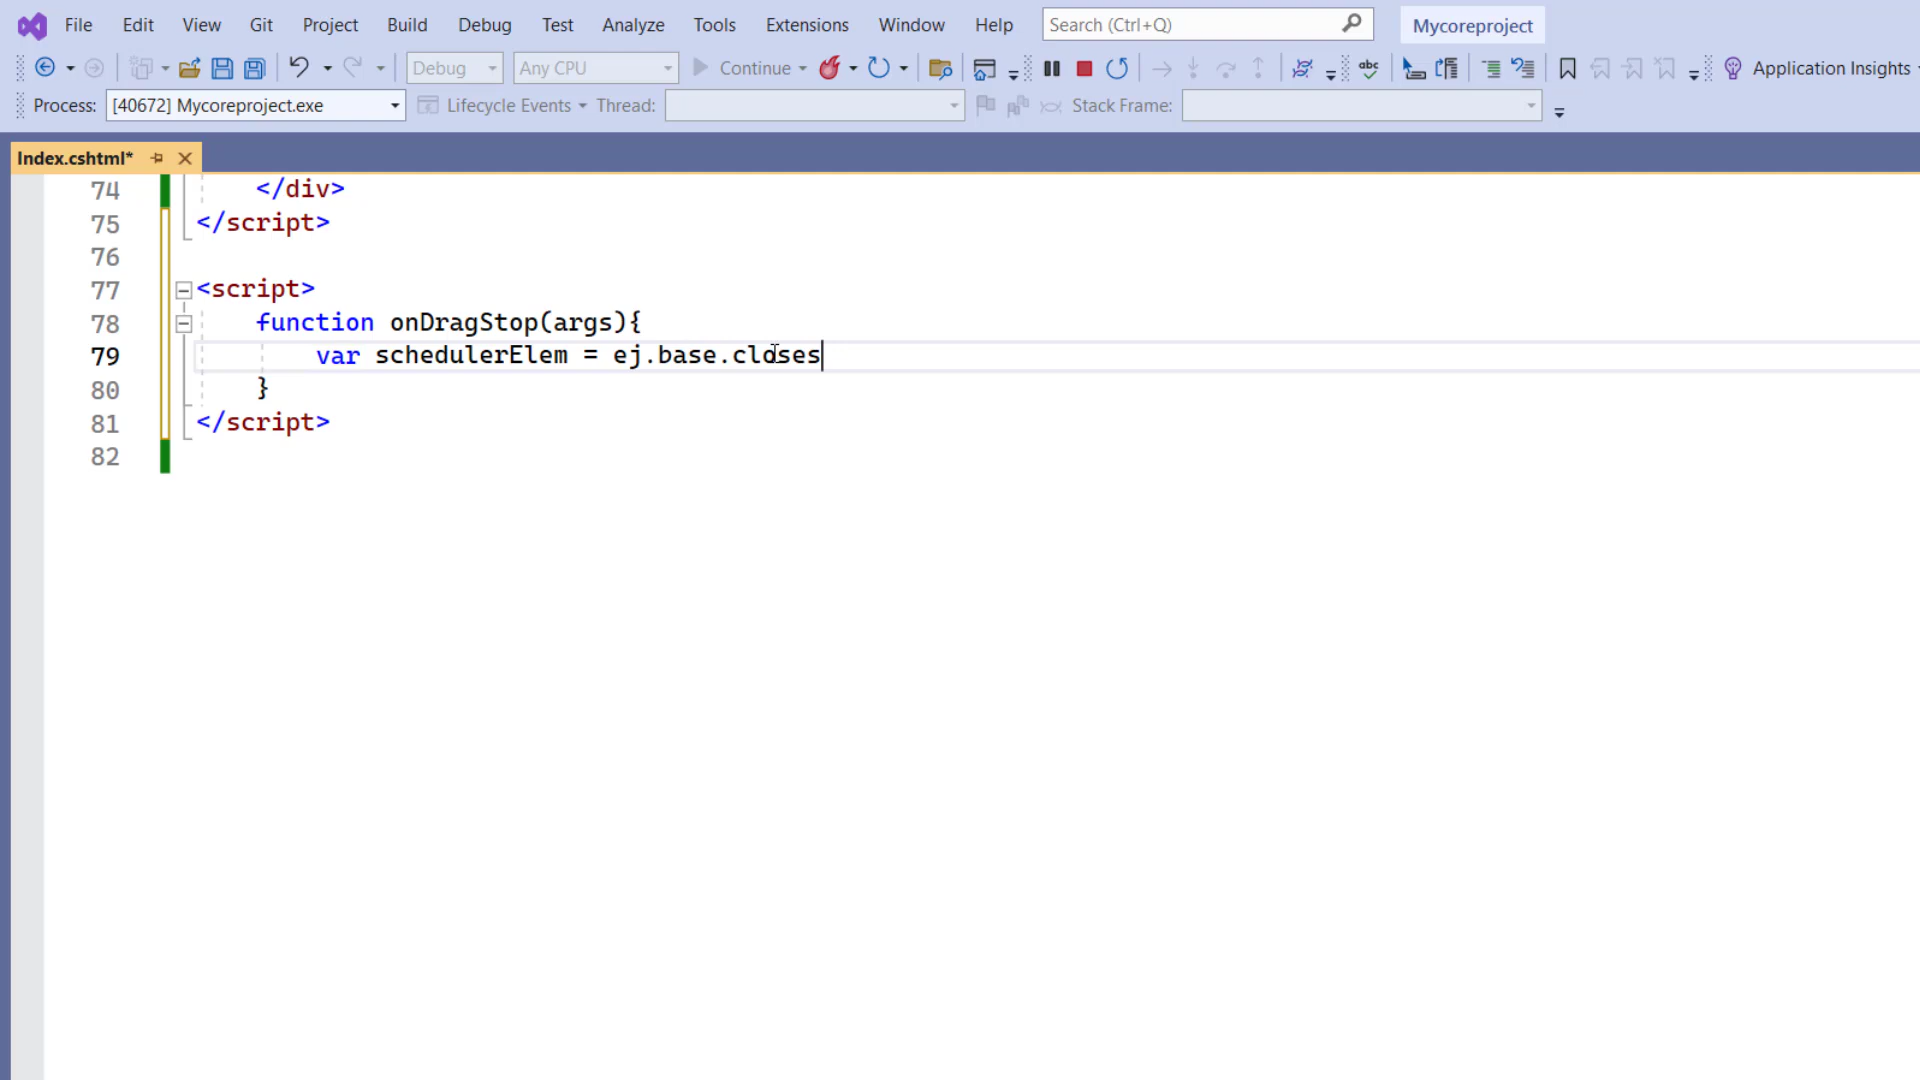 File Edit View Git Project Build Debug Test Analyze Tools Extensions Window Help Search (Ctrl+Q) Mycoreproject
Debug Any CPU Continue abc Application Insights
Process: [40672] Mycoreproject.exe Lifecycle Events Thread: Stack Frame:
Index.cshtml*
74 </div>
75 </script>
76
77 <script>
78 function onDragStop(args){
79 var schedulerElem = ej.base.closes
80 }
81 </script>
82